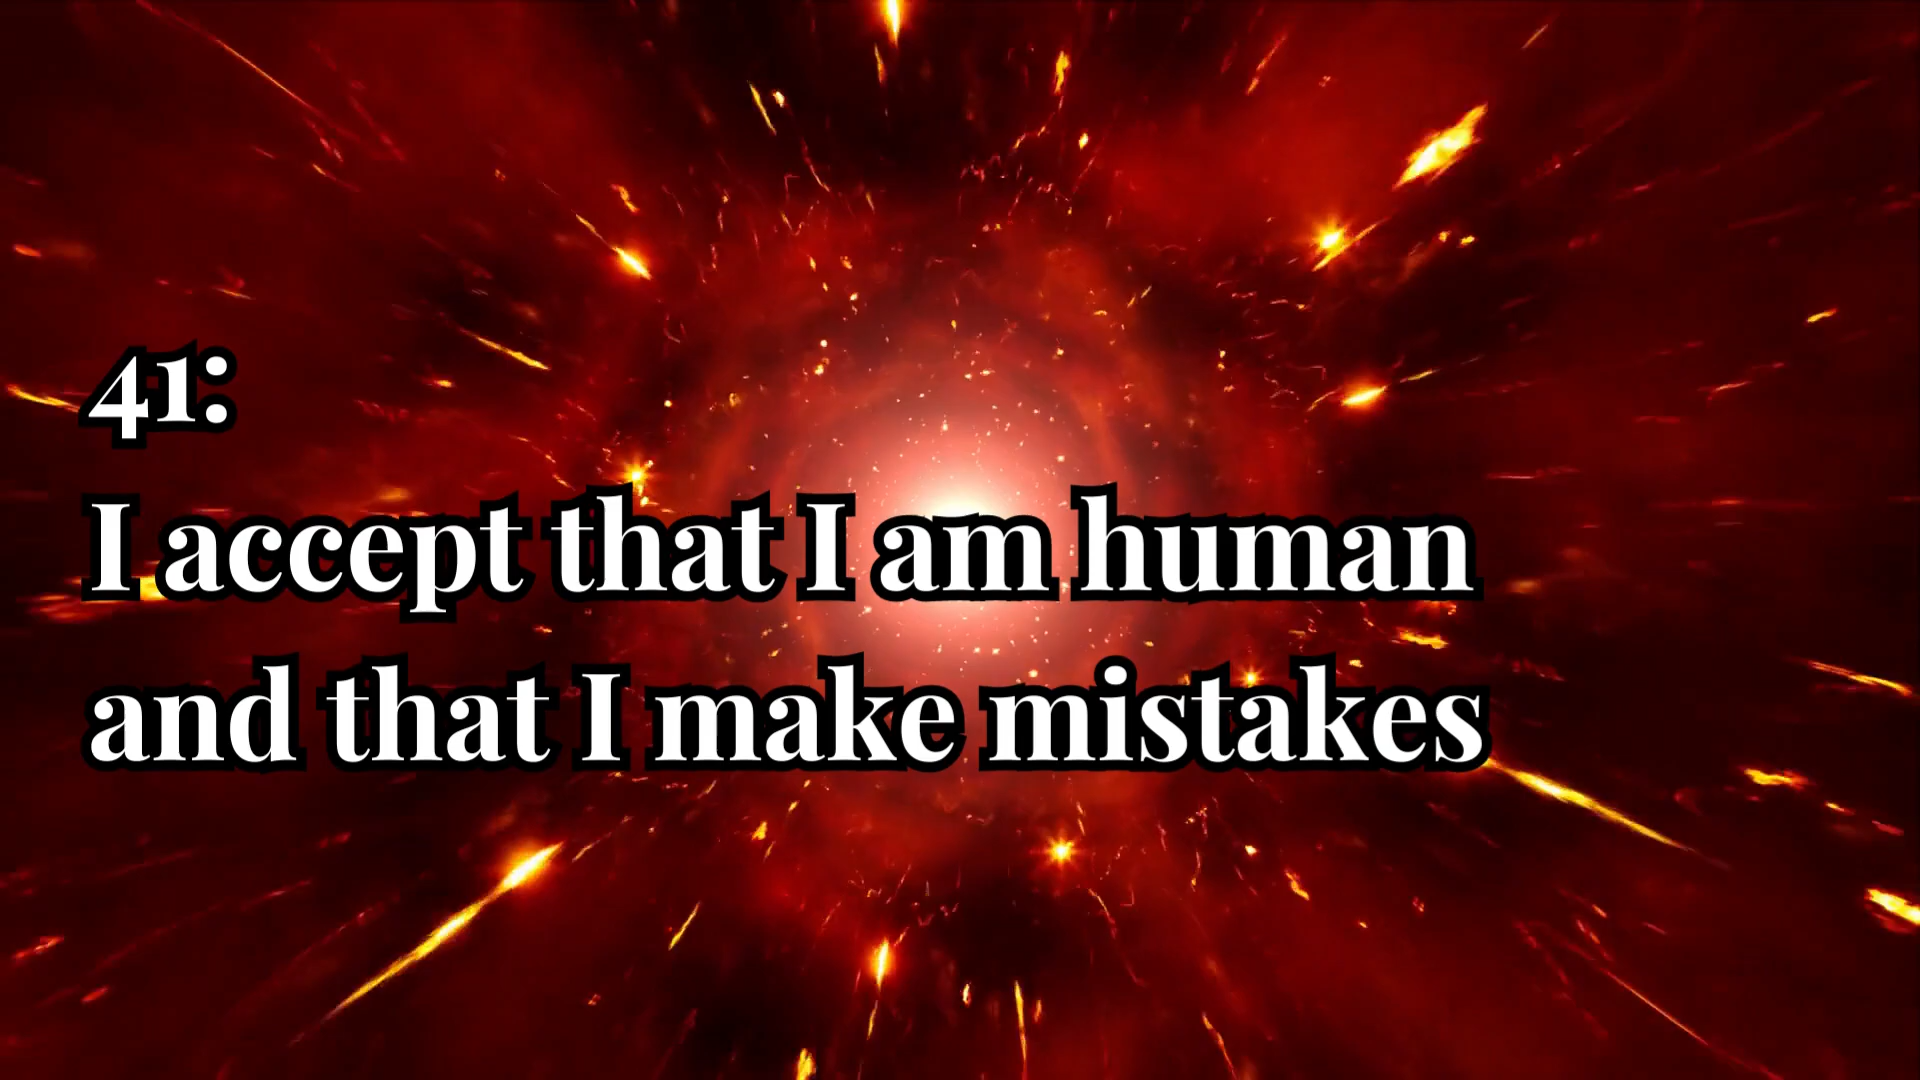 41:
I accept that I am human
and that I make mistakes